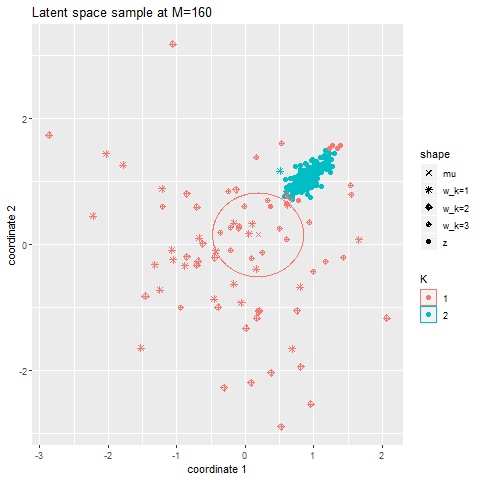 Latent space sample at M=160
2
0
-2
-3
-2
-1
0
1
2
coordinate 1
coordinate 2
shape
mu
w_k=1
w_k=2
w_k=3
z
K
1
2